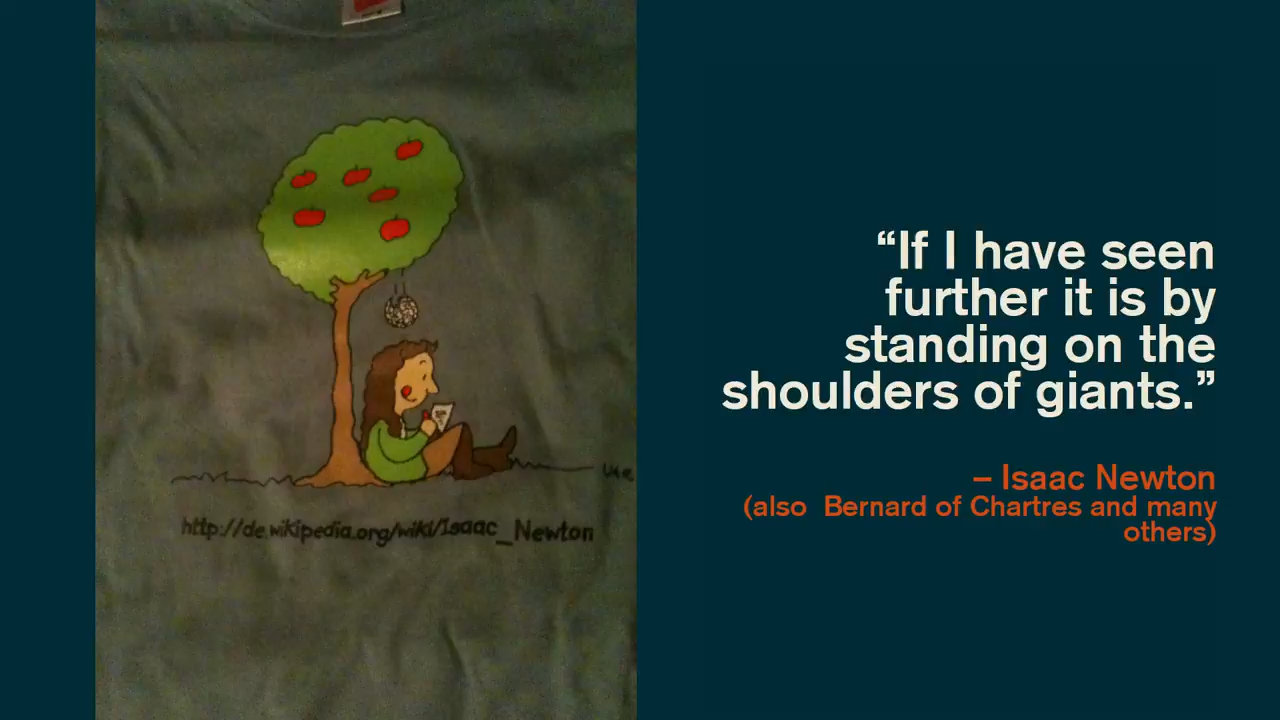 http://de.wikipedia.org/wiki/Isaac_Newton
“If I have seen
further it is by
standing on the
shoulders of giants.”
– Isaac Newton
(also Bernard of Chartres and many
others)